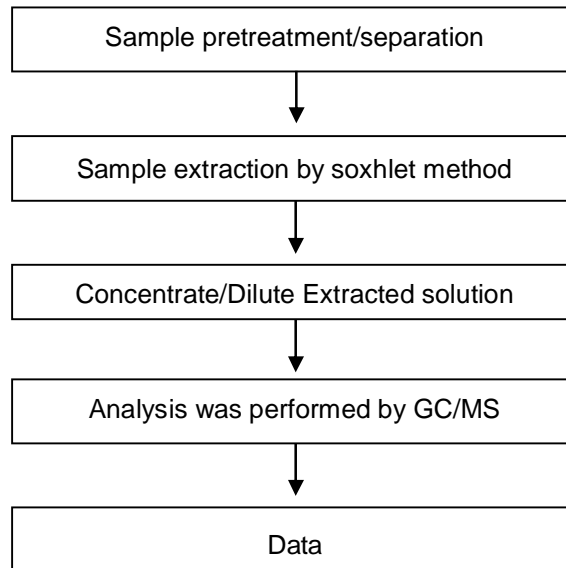 Sample pretreatment/separation
Sample extraction by soxhlet method
Concentrate/Dilute Extracted solution
Analysis was performed by GC/MS
Data